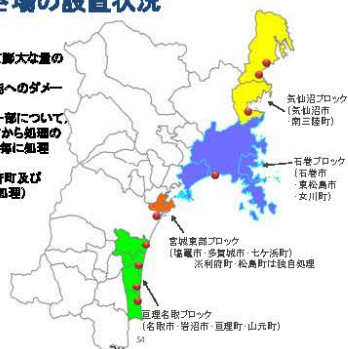 場の設置状況
膨大な量の
へのダメー
一部について
から処理の
毎に処理
町及び
処理)
気仙沼ブロック
(気仙沼市
・南三陸町)
石巻ブロック
(石巻市
・東松島市
・女川町)
宮城東部ブロック
(塩竈市・多賀城市・七ケ浜町)
※利府町・松島町は独自処理
亘理名取ブロック
(名取市・岩沼市・亘理町・山元町)
54